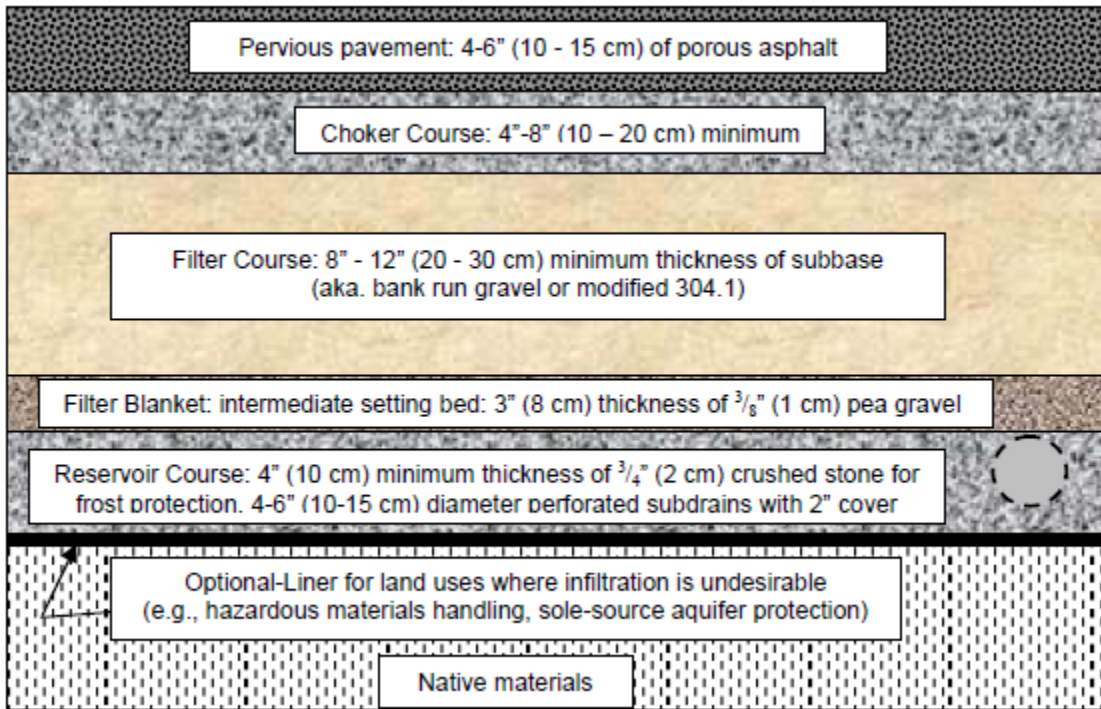 Pervious pavement: 4-6” (10 - 15 cm) of porous asphalt
Choker Course: 4”-8” (10 – 20 cm) minimum
Filter Course: 8” - 12” (20 - 30 cm) minimum thickness of subbase
(aka. bank run gravel or modified 304.1)
Filter Blanket: intermediate setting bed: 3” (8 cm) thickness of 3/8” (1 cm) pea gravel
Reservoir Course: 4” (10 cm) minimum thickness of 3/4” (2 cm) crushed stone for
frost protection. 4-6” (10-15 cm) diameter perforated subdrains with 2” cover
Optional-Liner for land uses where infiltration is undesirable
(e.g., hazardous materials handling, sole-source aquifer protection)
Native materials